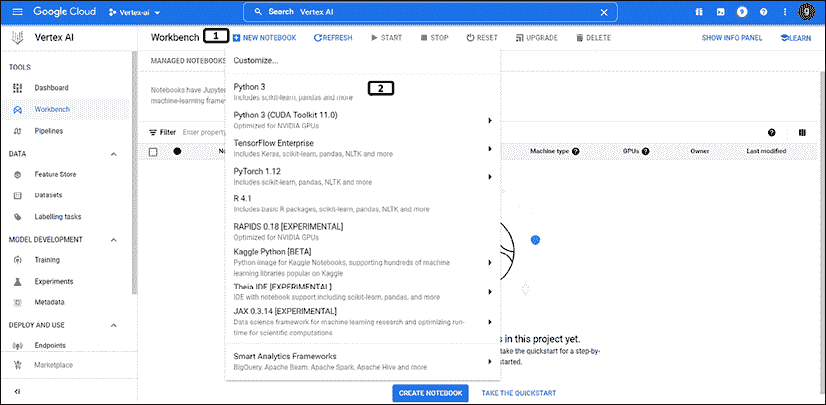 Google Cloud
Vertex-ai
Search Vertex AI
Vertex AI
Workbench
1
NEW NOTEBOOK
REFRESH
START
STOP
RESET
UPGRADE
DELETE
SHOW INFO PANEL
LEARN
TOOLS
Dashboard
Workbench
Pipelines
DATA
Feature Store
Datasets
Labelling tasks
MODEL DEVELOPMENT
Training
Experiments
Metadata
DEPLOY AND USE
Endpoints
Marketplace
MANAGED NOTEBOOKS
Notebooks have Jupyter
machine-learning frame
Filter Enter property
Customize...
Python 3
Includes scikit-learn, pandas and more
2
Python 3 (CUDA Toolkit 11.0)
Optimized for NVIDIA GPUs
TensorFlow Enterprise
Includes Keras, scikit-learn, pandas, NLTK and more
PyTorch 1.12
Includes scikit-learn, pandas, NLTK and more
R 4.1
Includes basic R packages, scikit-learn, pandas, NLTK and more
RAPIDS 0.18 [EXPERIMENTAL]
Optimized for NVIDIA GPUs
Kaggle Python [BETA]
Python image for Kaggle Notebooks, supporting hundreds of machine
learning libraries popular on Kaggle
Theia IDE [EXPERIMENTAL]
IDE with notebook support including scikit-learn, pandas, and more
JAX 0.3.14 [EXPERIMENTAL]
Data science framework for machine learning research and optimizing run-
time for scientific computations.
Smart Analytics Frameworks
BigQuery, Apache Beam, Apache Spark, Apache Hive and more
Machine type
GPUs
Owner
Last modified
s in this project yet.
take the quickstart for a step-by-
started.
CREATE NOTEBOOK
TAKE THE QUICKSTART